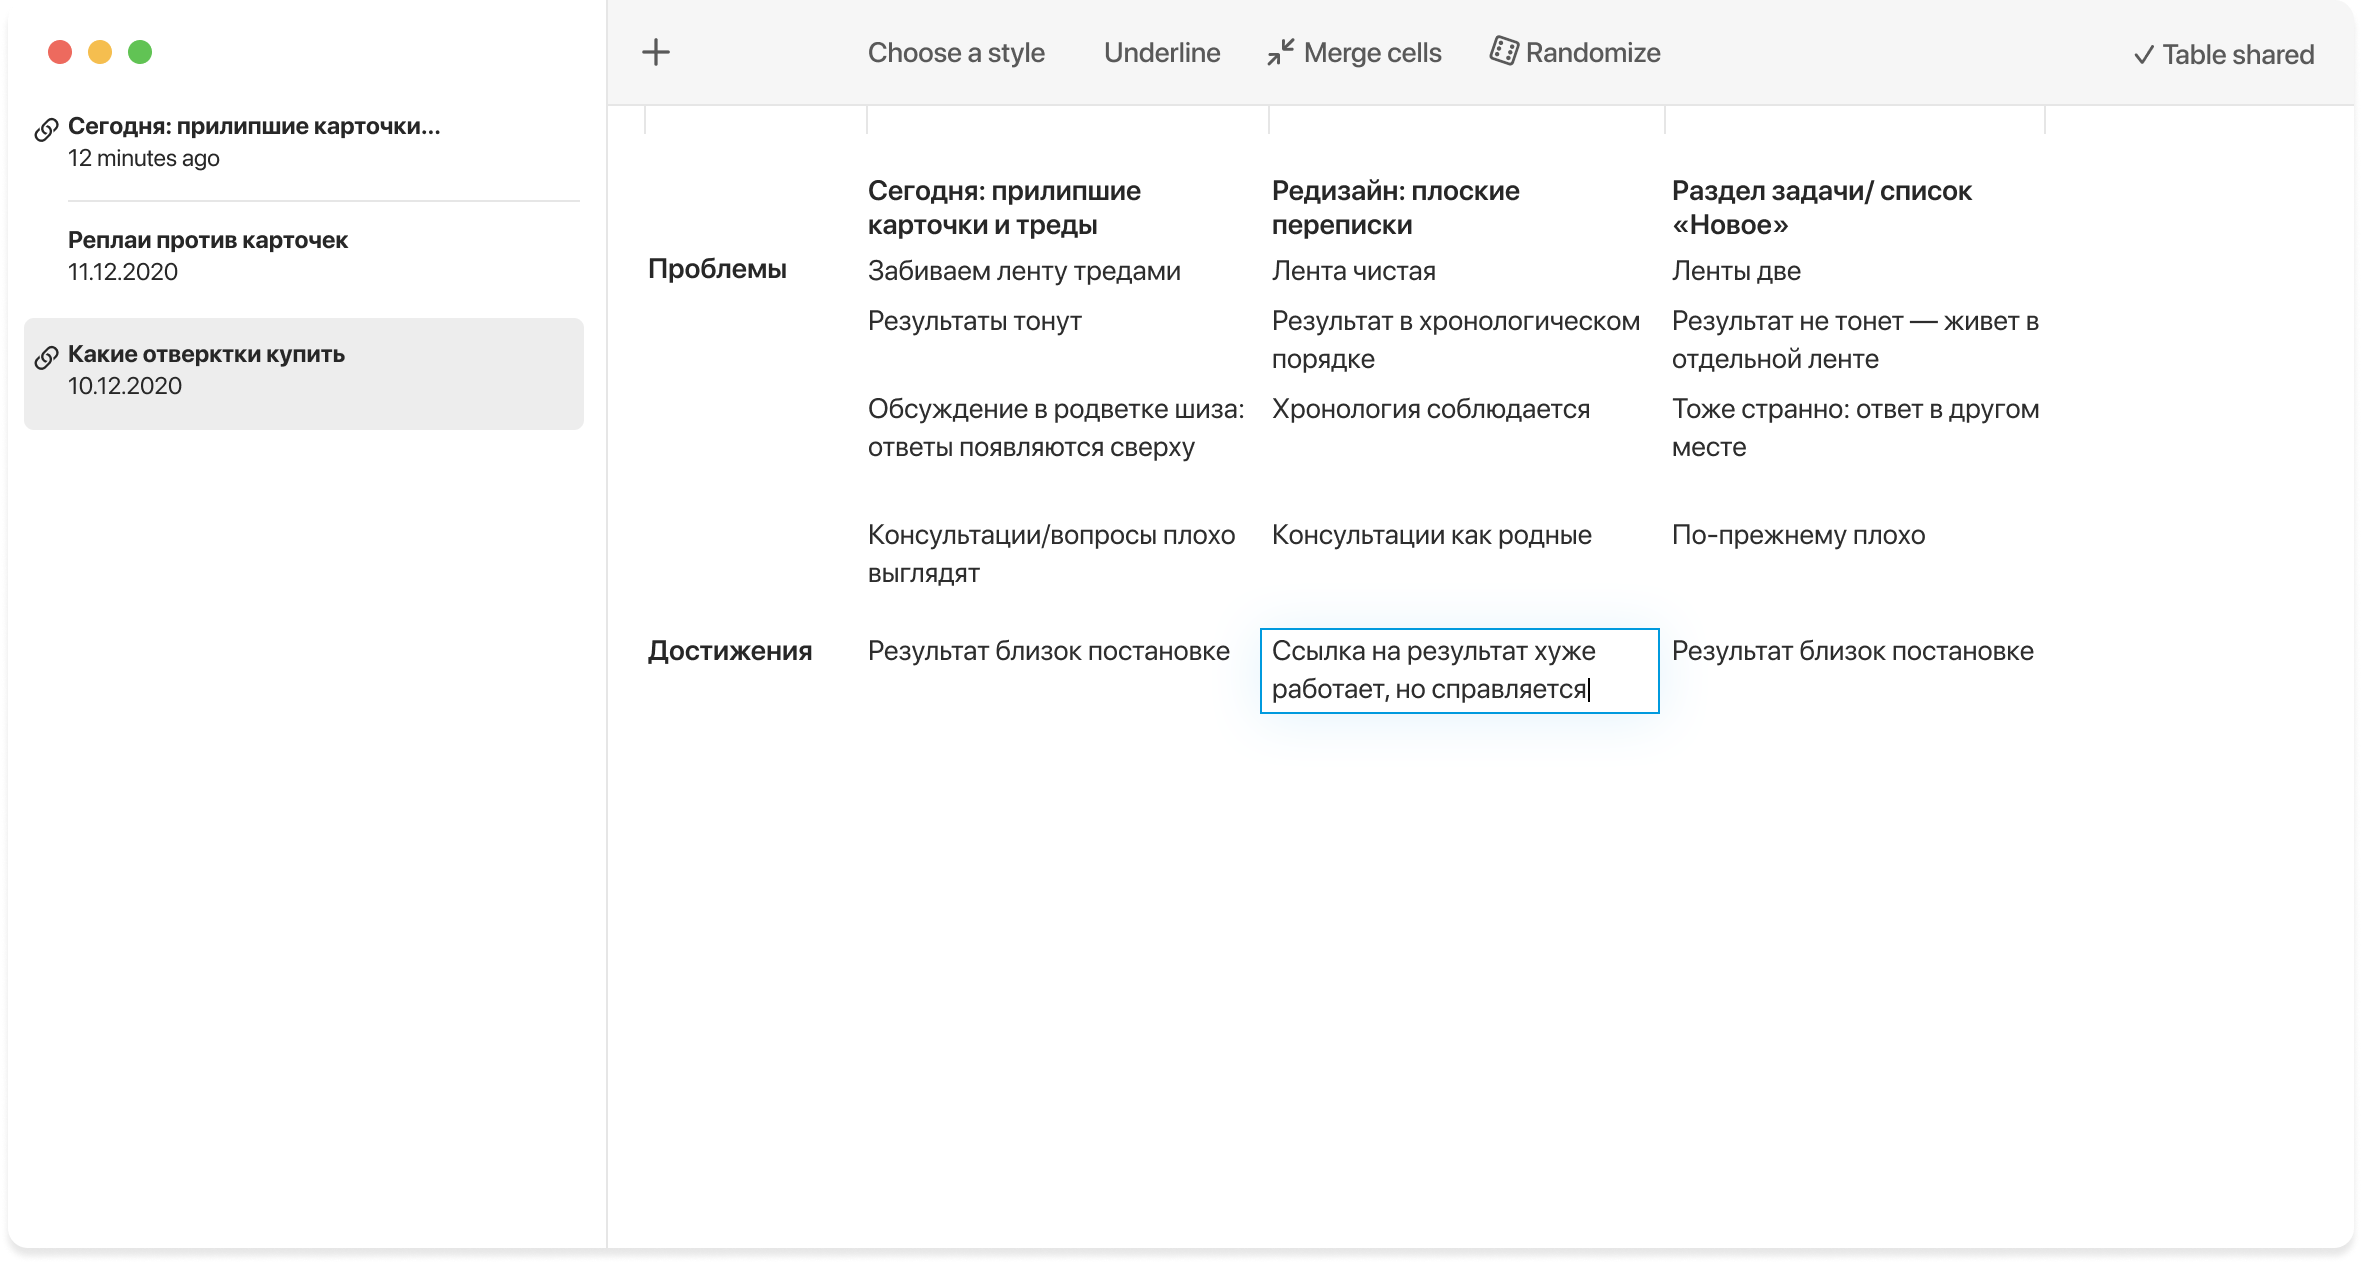 Сегодня: прилипшие карточки...
12 minutes ago
Реплаи против карточек
11.12.2020
Какие отверктки купить
10.12.2020
Choose a style
Underline
Merge cells
Randomize
✓ Table shared
Сегодня: прилипшие
карточки и треды
Редизайн: плоские
переписки
Раздел задачи/ список
«Новое»
Проблемы
Забиваем ленту тредами
Лента чистая
Ленты две
Результаты тонут
Результат в хронологическом
порядке
Результат не тонет — живет в
отдельной ленте
Обсуждение в родветке шиза:
ответы появляются сверху
Хронология соблюдается
Тоже странно: ответ в другом
месте
Консультации/вопросы плохо
выглядят
Консультации как родные
По-прежнему плохо
Достижения
Результат близок постановке
Ссылка на результат хуже
работает, но справляется
Результат близок постановке